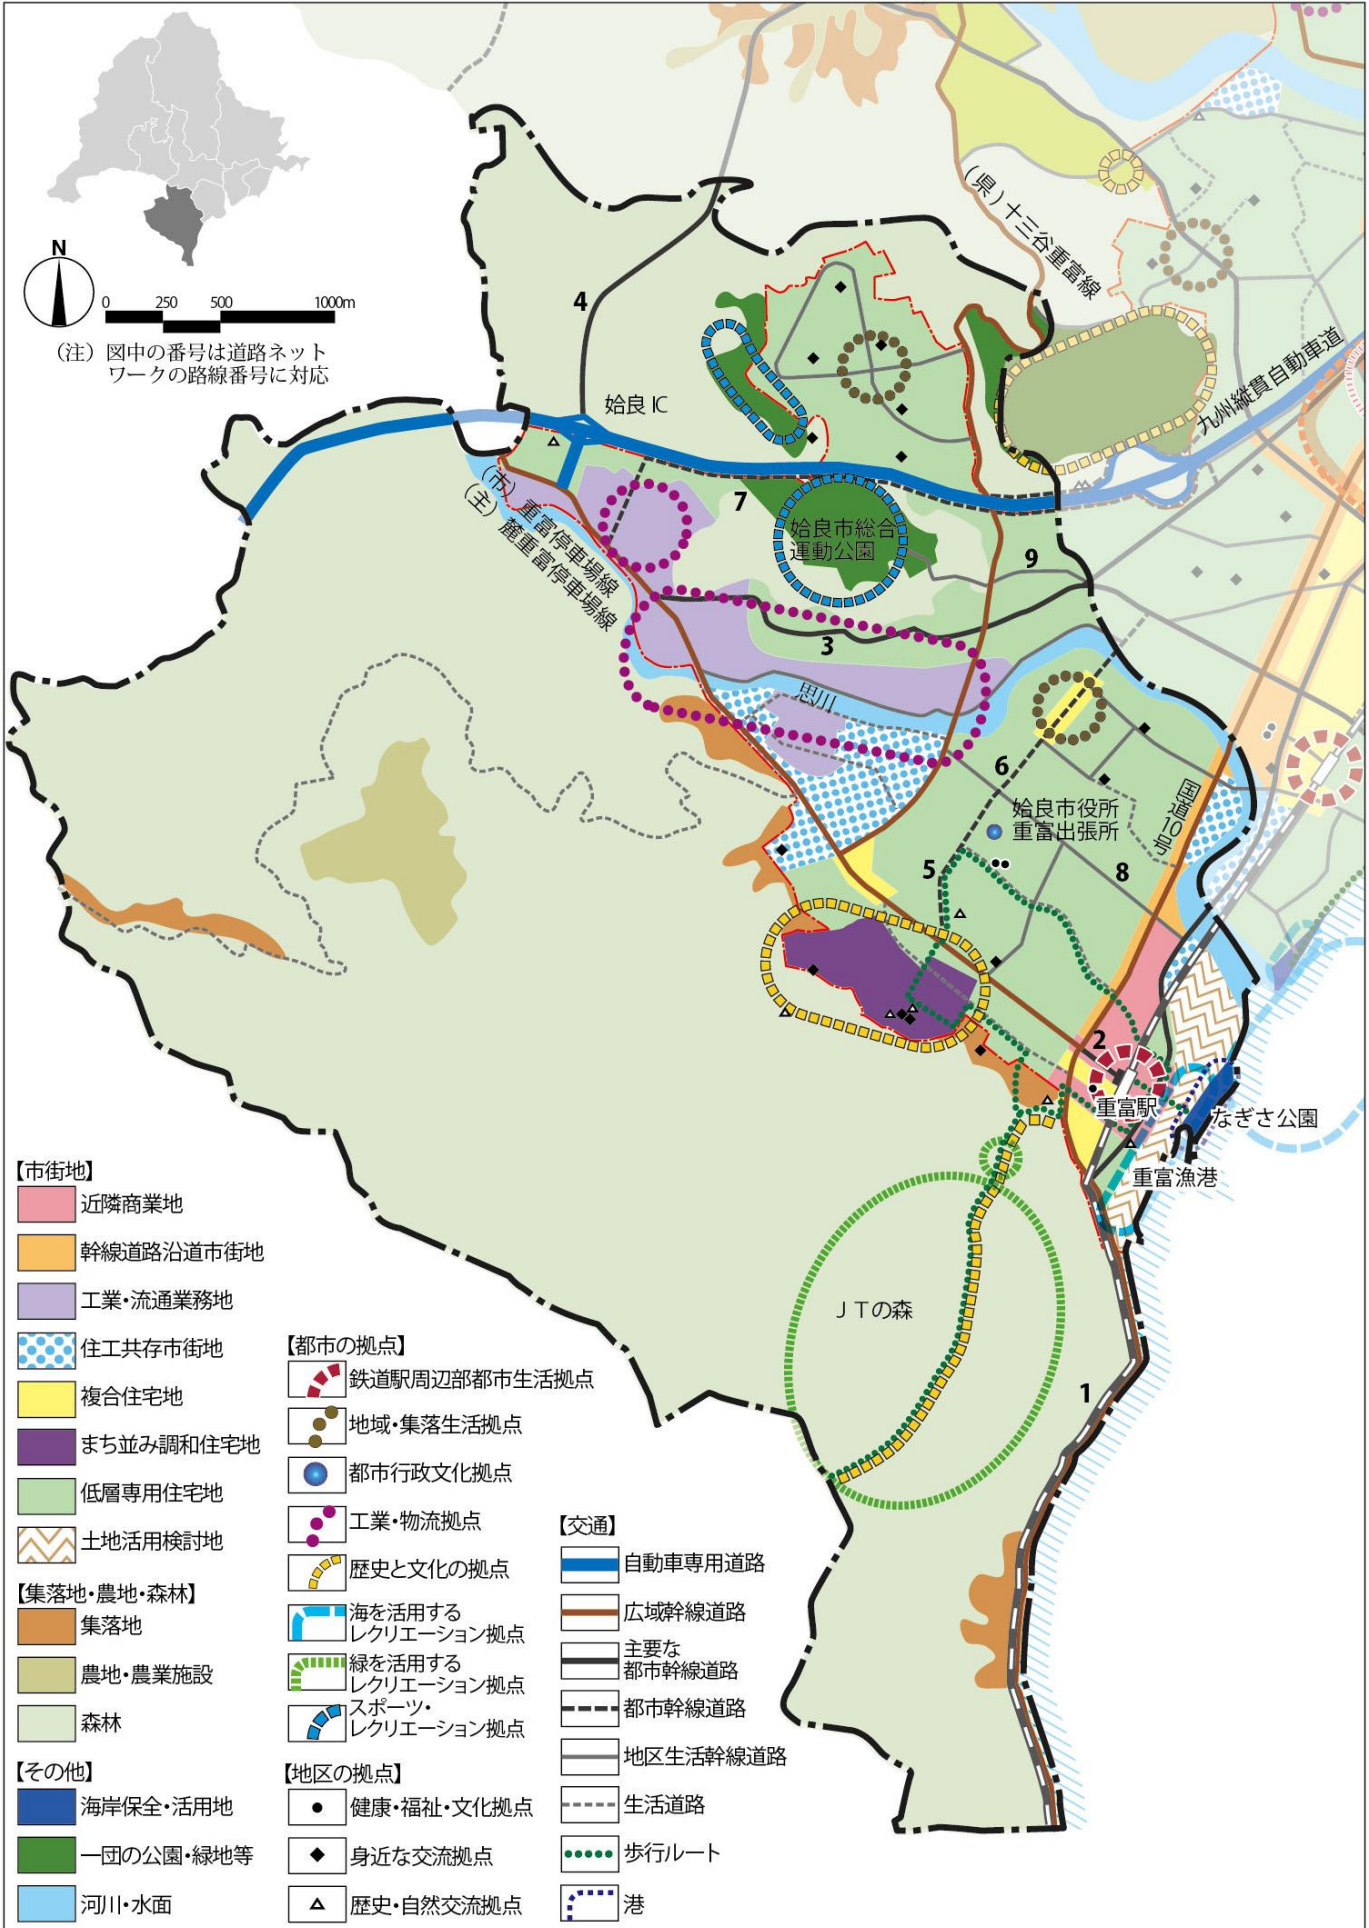 N
0 250 500 1000m
(注) 図中の番号は道路ネット
ワークの路線番号に対応
(県)十三谷重富線
九州縦貫自動車道
4
姶良IC
(市)重富停車場線
(主)麓重富停車場線
7
姶良市総合
運動公園
9
3
思川
6
姶良市役所
重富出張所
国道10号
5
8
2
重富駅
なぎさ公園
重富漁港
JTの森
1
【市街地】
近隣商業地
幹線道路沿道市街地
工業・流通業務地
住工共存市街地
複合住宅地
まち並み調和住宅地
低層専用住宅地
土地活用検討地
【集落地・農地・森林】
集落地
農地・農業施設
森林
【その他】
海岸保全・活用地
一団の公園・緑地等
河川・水面
【都市の拠点】
鉄道駅周辺部都市生活拠点
地域・集落生活拠点
都市行政文化拠点
工業・物流拠点
歴史と文化の拠点
海を活用する
レクリエーション拠点
緑を活用する
レクリエーション拠点
スポーツ・
レクリエーション拠点
【地区の拠点】
健康・福祉・文化拠点
身近な交流拠点
歴史・自然交流拠点
【交通】
自動車専用道路
広域幹線道路
主要な
都市幹線道路
都市幹線道路
地区生活幹線道路
生活道路
歩行ルート
港